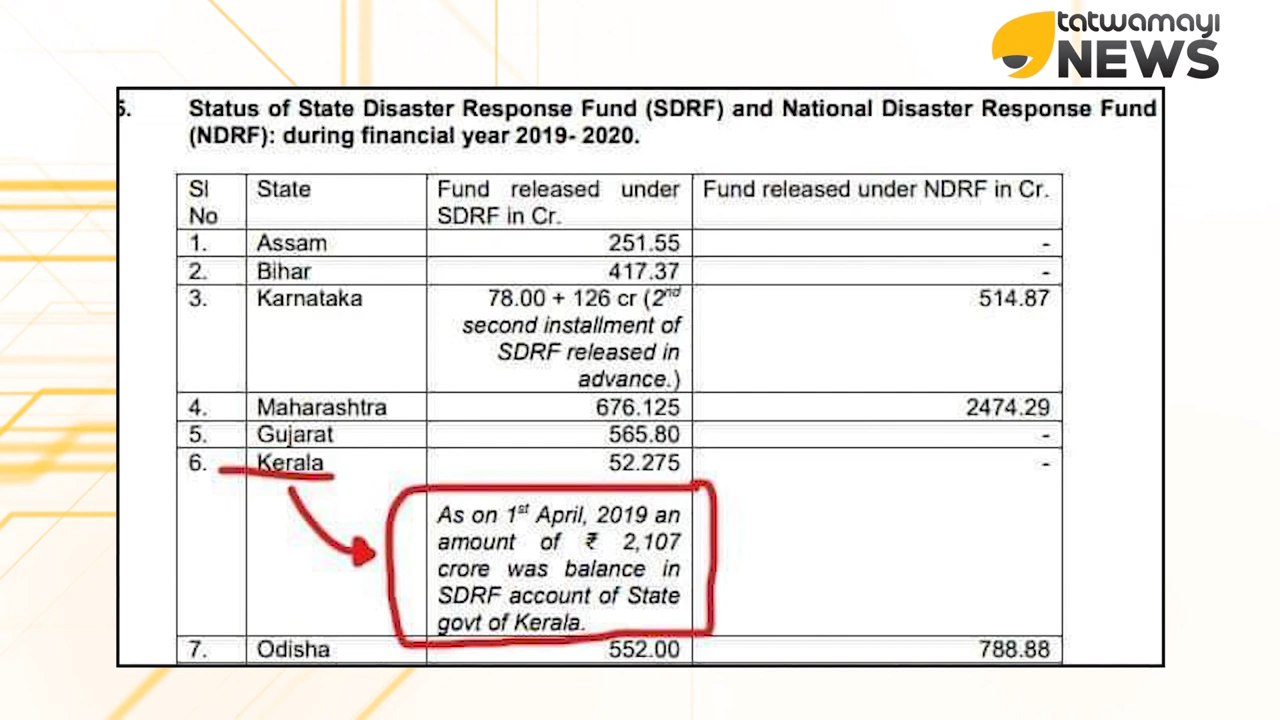 tatwamayi
NEWS
5. Status of State Disaster Response Fund (SDRF) and National Disaster Response Fund
(NDRF): during financial year 2019- 2020.
Sl No State Fund released under SDRF in Cr. Fund released under NDRF in Cr.
1. Assam 251.55 -
2. Bihar 417.37 -
3. Karnataka 78.00 + 126 cr (2nd 514.87
second installment of
SDRF released in
advance.)
4. Maharashtra 676.125 2474.29
5. Gujarat 565.80 -
6. Kerala 52.275 -
As on 1st April, 2019 an
amount of ₹ 2,107
crore was balance in
SDRF account of State
govt of Kerala.
7. Odisha 552.00 788.88